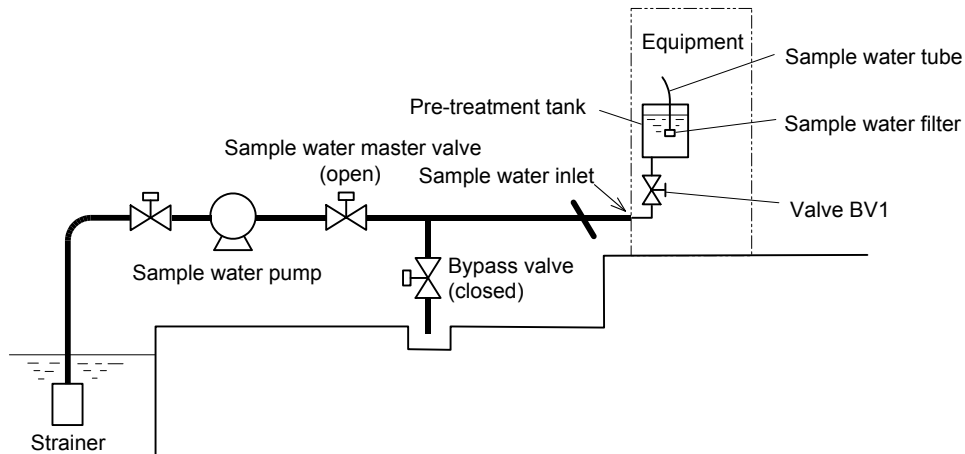 Equipment
Sample water tube
Pre-treatment tank
Sample water filter
Sample water master valve
(open)
Sample water inlet
Valve BV1
Sample water pump
Bypass valve
(closed)
Strainer